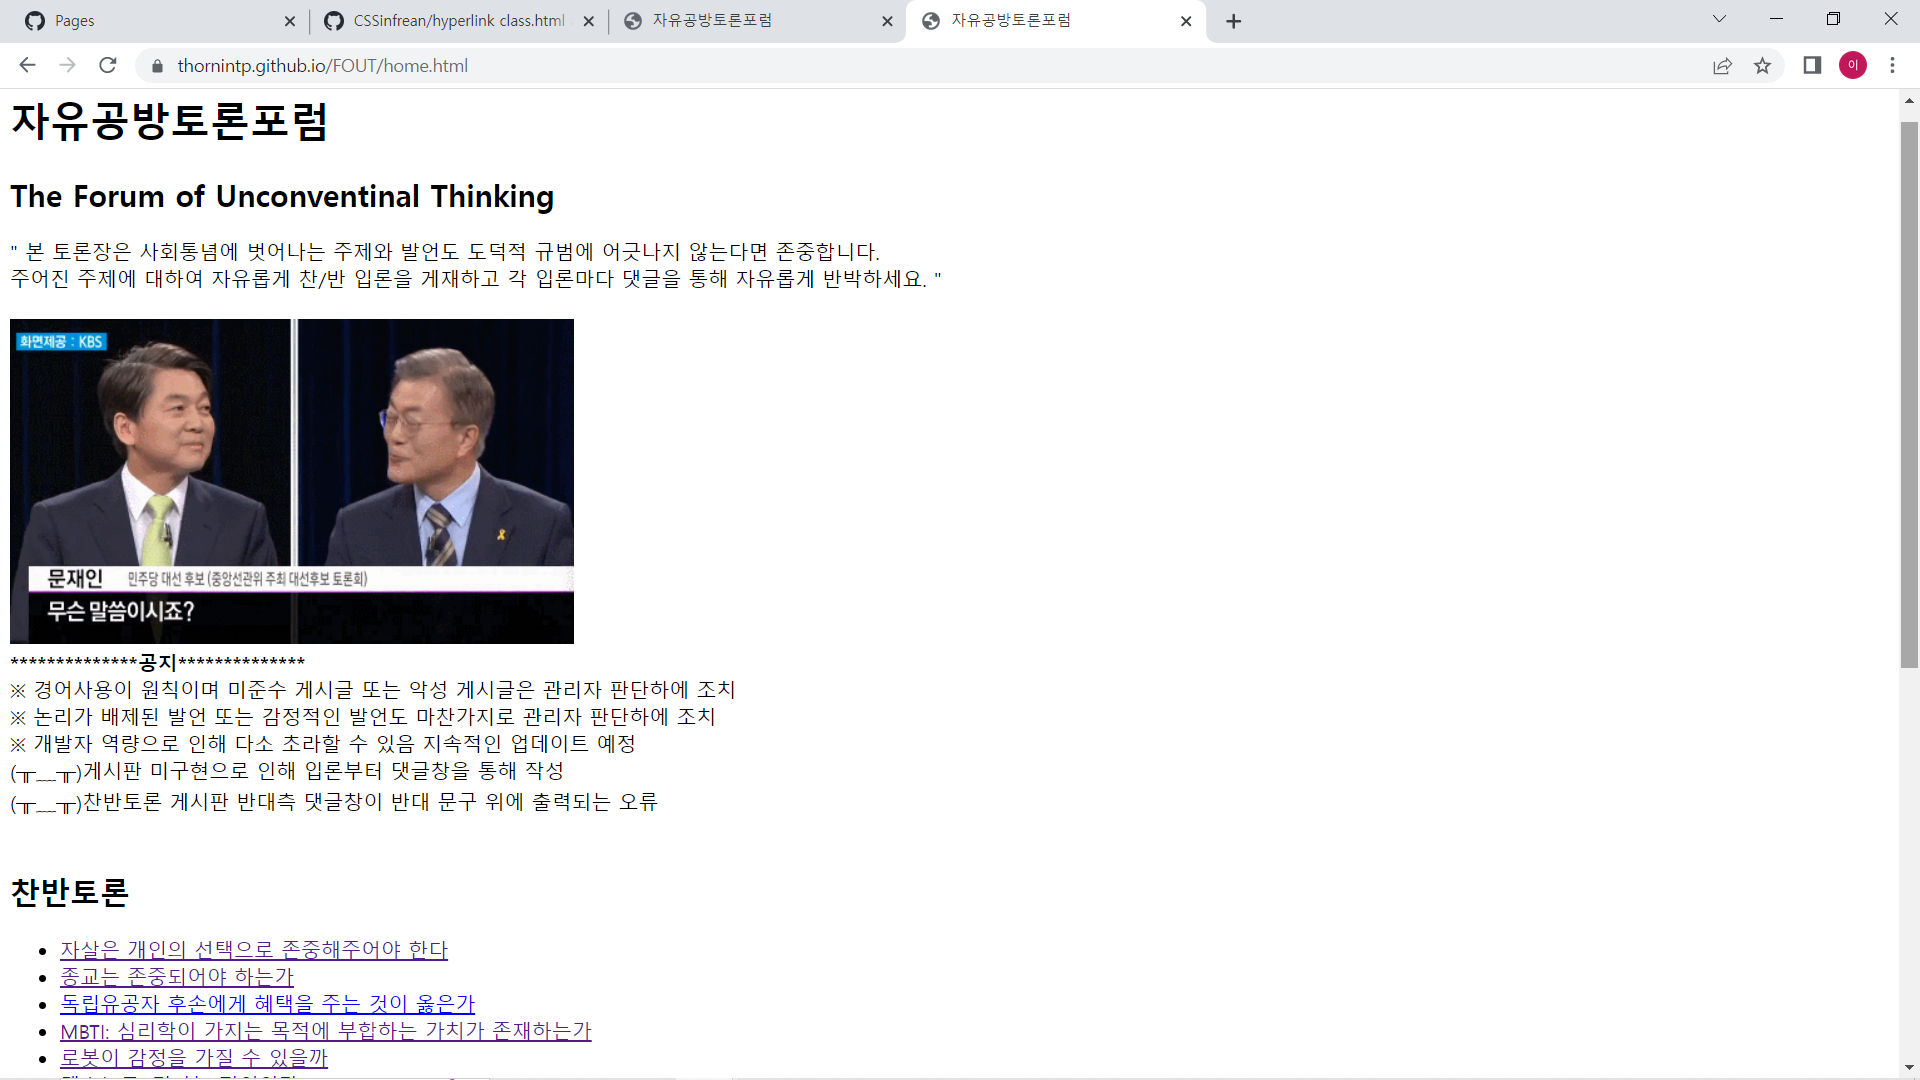 Pages
CSSinfrean/hyperlink class.html
자유공방토론포럼
자유공방토론포럼
thornintp.github.io/FOUT/home.html
이
자유공방토론포럼
The Forum of Unconventinal Thinking
" 본 토론장은 사회통념에 벗어나는 주제와 발언도 도덕적 규범에 어긋나지 않는다면 존중합니다.
주어진 주제에 대하여 자유롭게 찬/반 입론을 게재하고 각 입론마다 댓글을 통해 자유롭게 반박하세요. "
화면제공 : KBS
문재인 민주당 대선 후보 (중앙선관위 주최 대선후보 토론회)
무슨 말씀이시죠?
**************공지**************
※ 경어사용이 원칙이며 미준수 게시글 또는 악성 게시글은 관리자 판단하에 조치
※ 논리가 배제된 발언 또는 감정적인 발언도 마찬가지로 관리자 판단하에 조치
※ 개발자 역량으로 인해 다소 초라할 수 있음 지속적인 업데이트 예정
(╥﹏╥)게시판 미구현으로 인해 입론부터 댓글창을 통해 작성
(╥﹏╥)찬반토론 게시판 반대측 댓글창이 반대 문구 위에 출력되는 오류
찬반토론
자살은 개인의 선택으로 존중해주어야 한다
종교는 존중되어야 하는가
독립유공자 후손에게 혜택을 주는 것이 옳은가
MBTI: 심리학이 가지는 목적에 부합하는 가치가 존재하는가
로봇이 감정을 가질 수 있을까